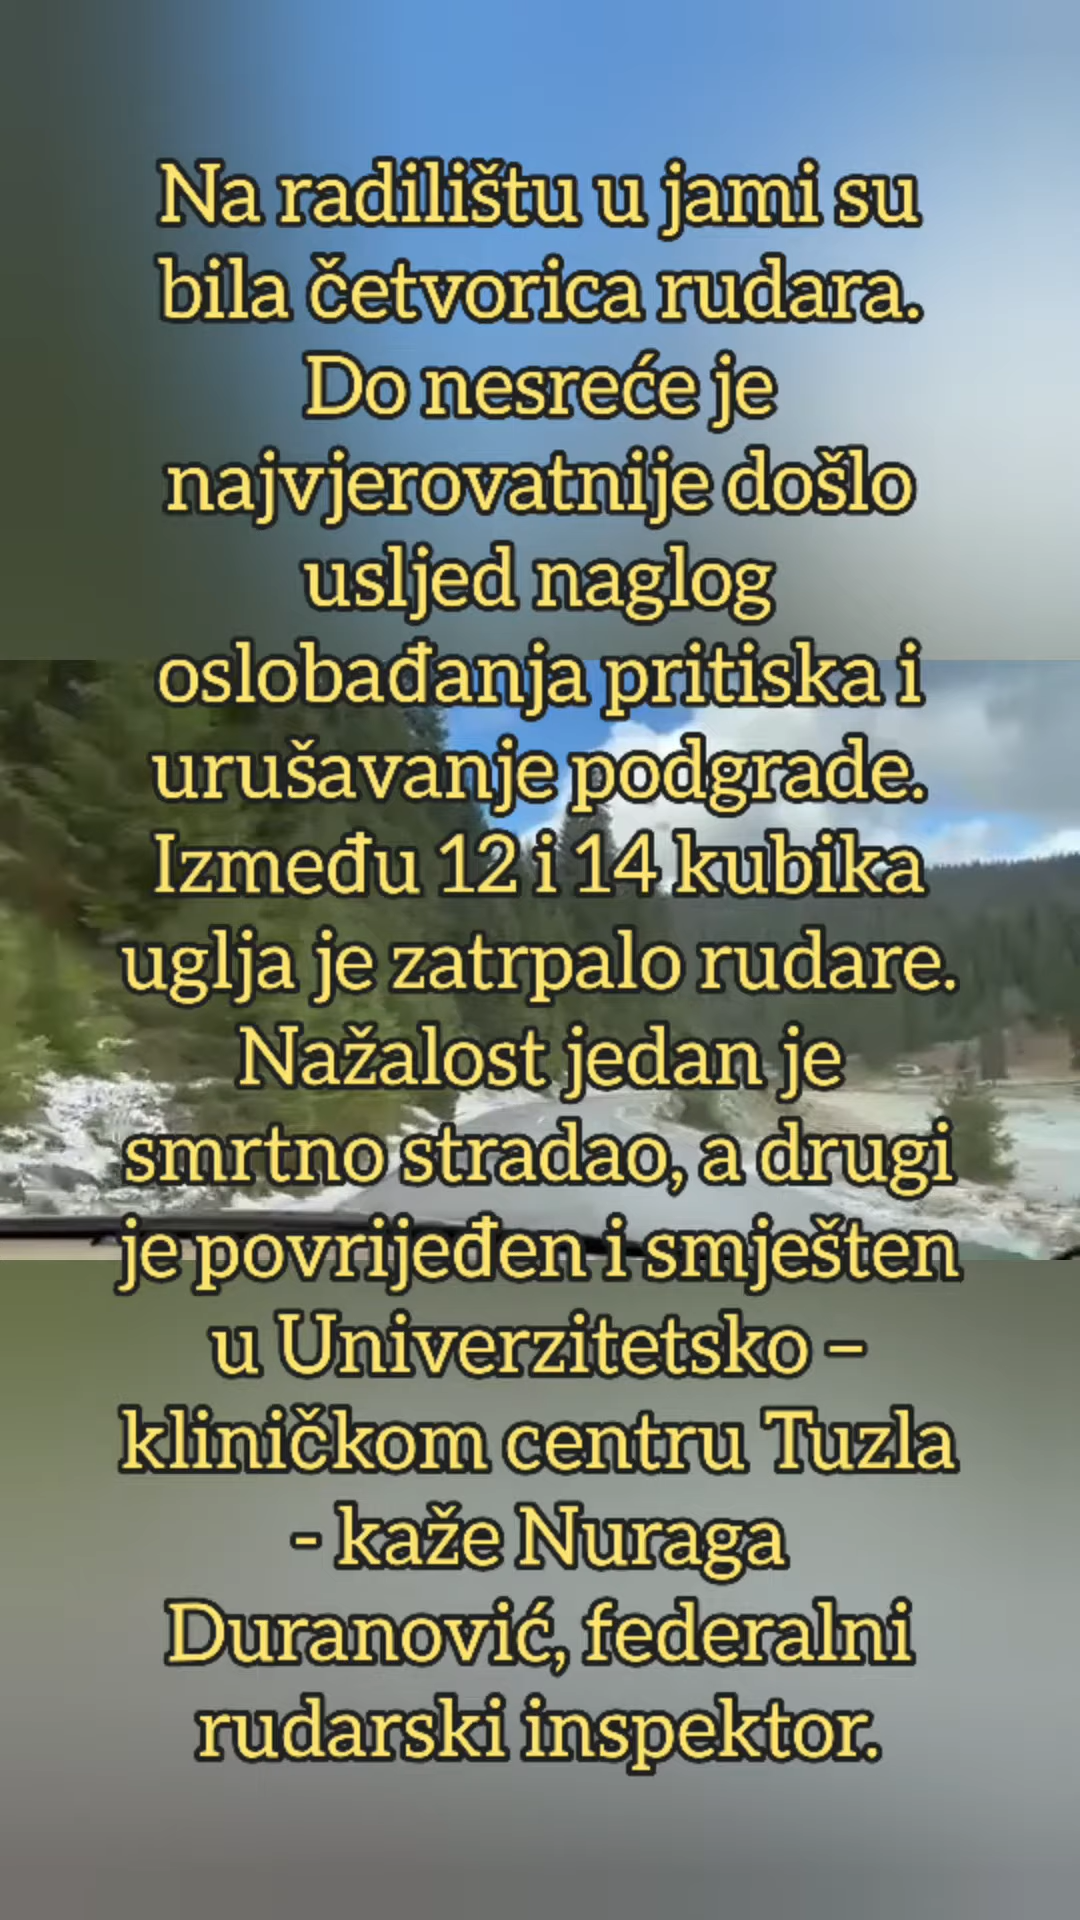 Na radilištu u jami su
bila četvorica rudara.
Do nesreće je
najvjerovatnije došlo
usljed naglog
oslobađanja pritiska i
urušavanje podgrade.
Između 12 i 14 kubika
uglja je zatrpalo rudare.
Nažalost jedan je
smrtno stradao, a drugi
je povrijeđen i smješten
u Univerzitetsko –
kliničkom centru Tuzla
- kaže Nuraga
Duranović, federalni
rudarski inspektor.